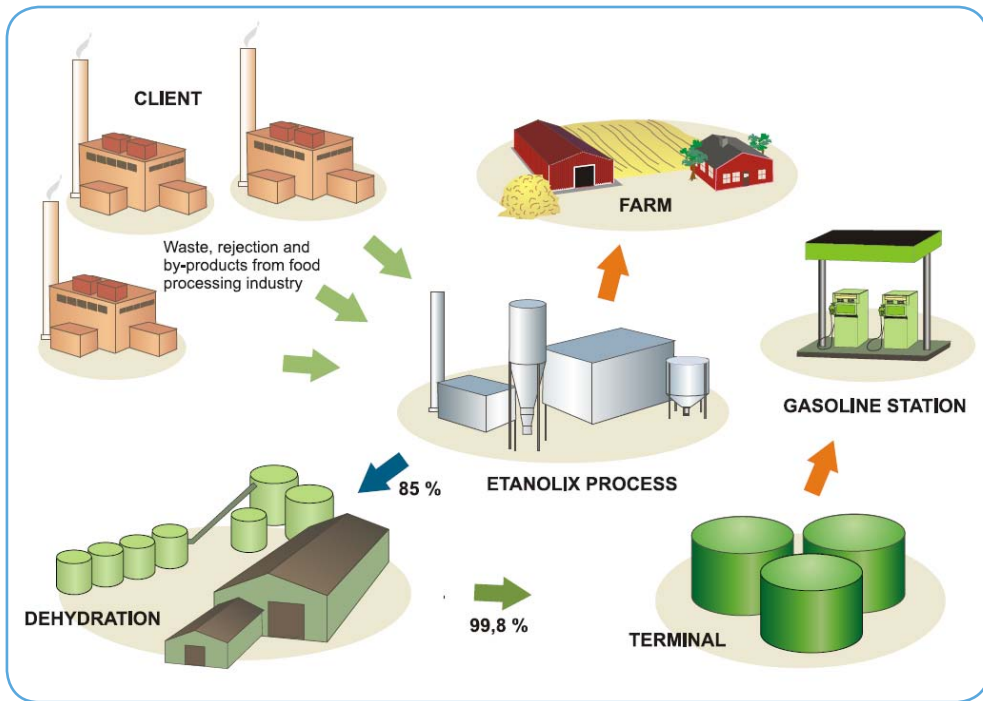 CLIENT
Waste, rejection and
by-products from food
processing industry
FARM
GASOLINE STATION
ETANOLIX PROCESS
85 %
DEHYDRATION
99,8 %
TERMINAL